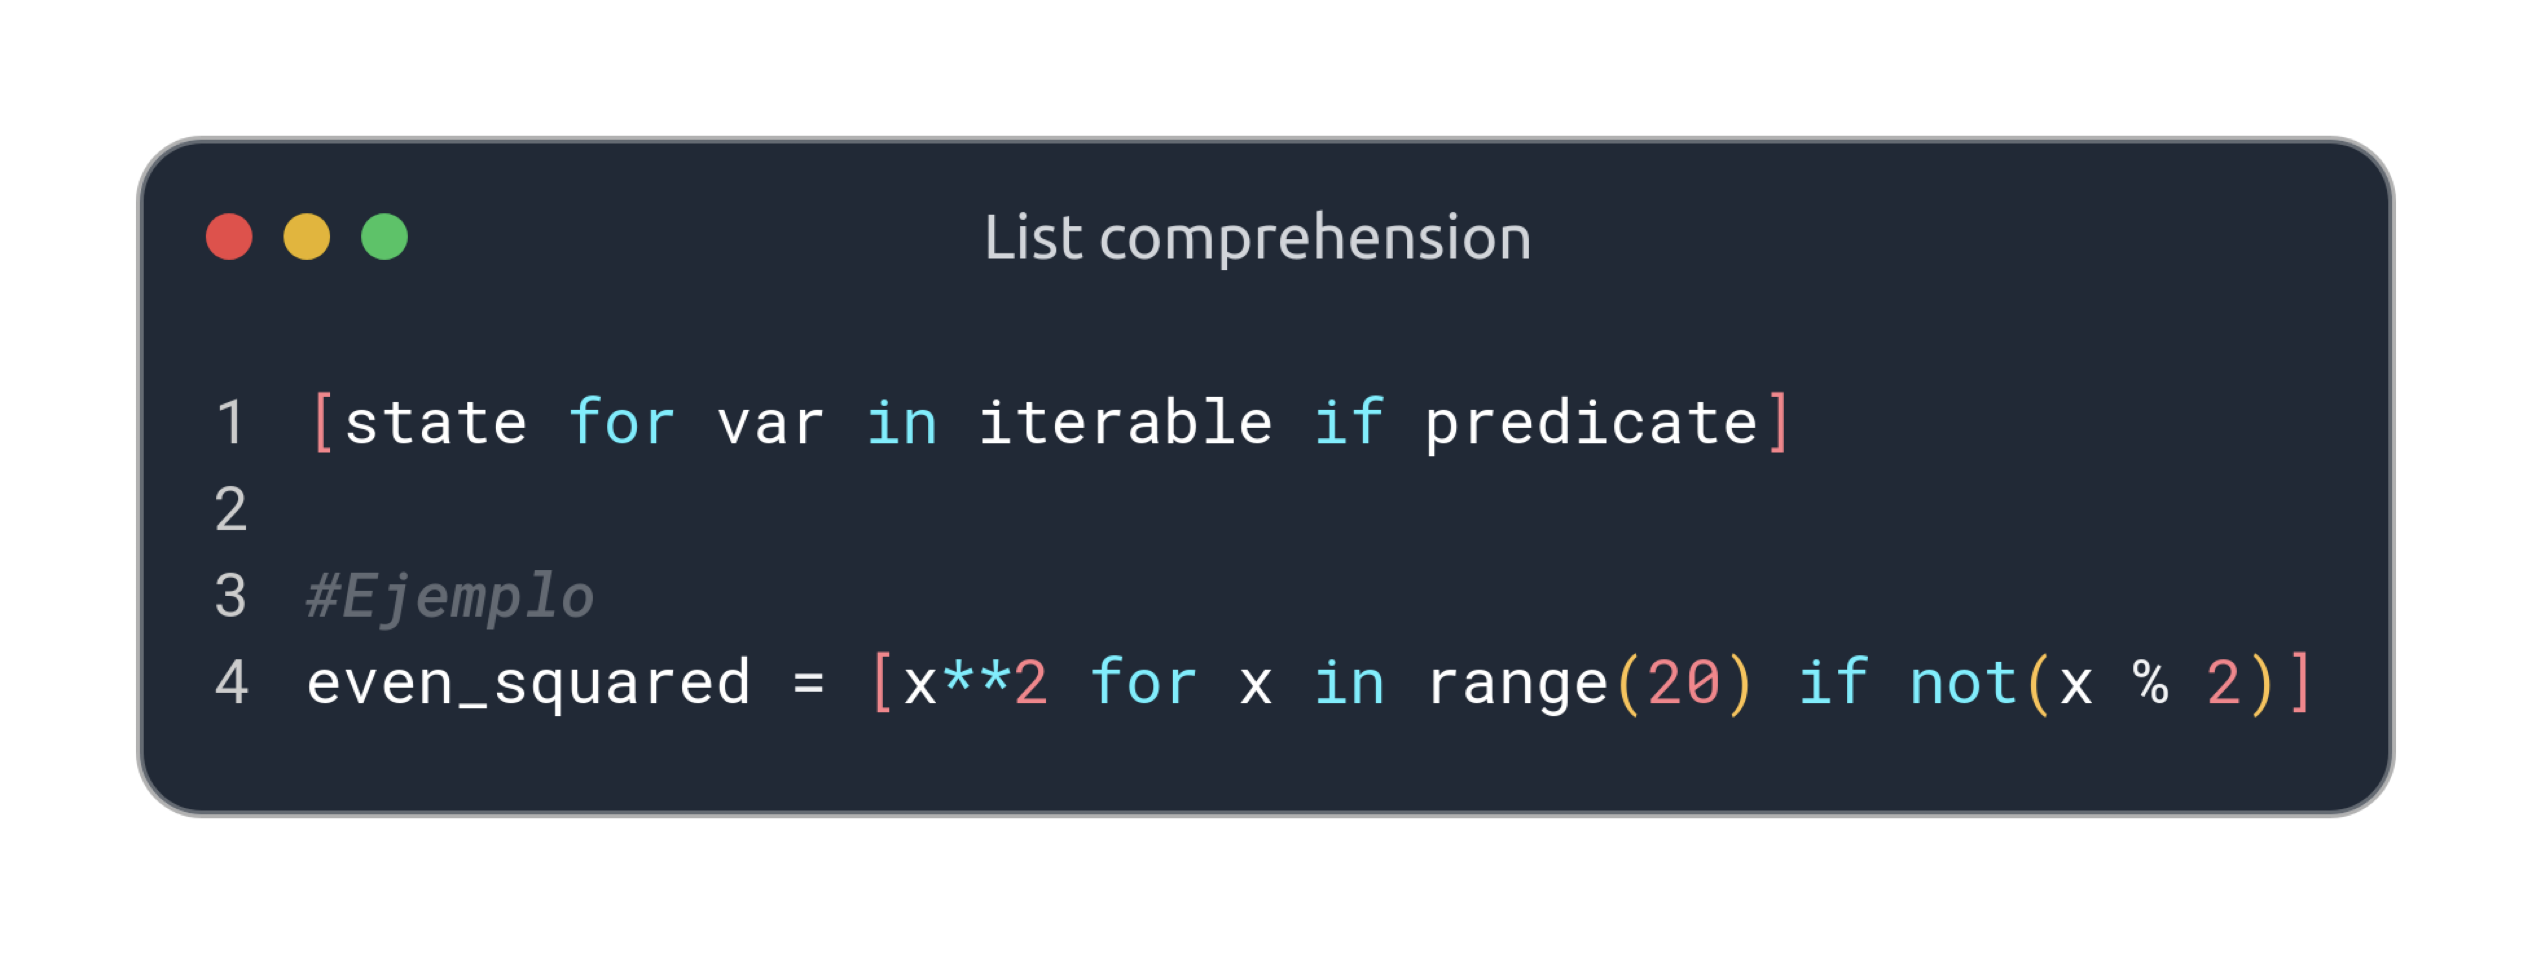 List comprehension
1 [state for var in iterable if predicate]
2
3 #Ejemplo
4 even_squared = [x**2 for x in range(20) if not(x % 2)]